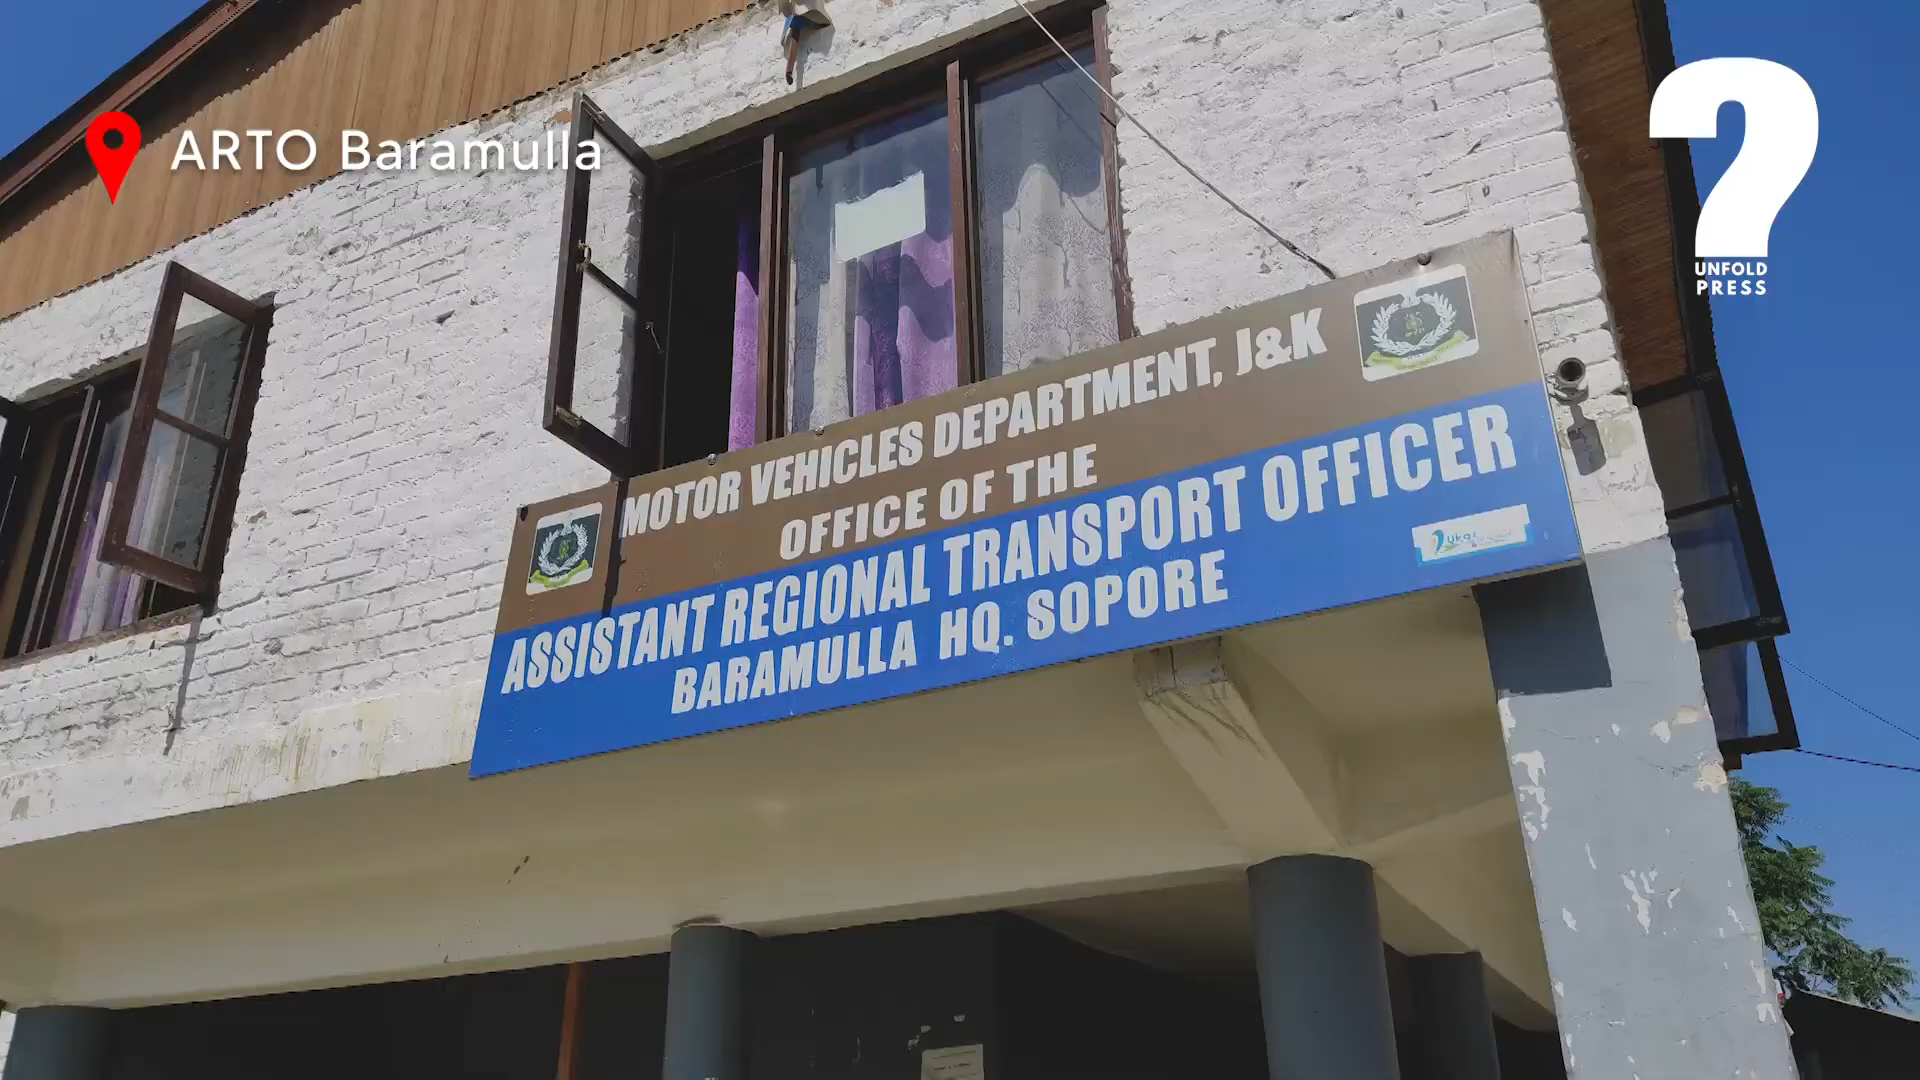 ARTO Baramulla
UNFOLD
PRESS
MOTOR VEHICLES DEPARTMENT, J&K
OFFICE OF THE
ASSISTANT REGIONAL TRANSPORT OFFICER
BARAMULLA HQ. SOPORE